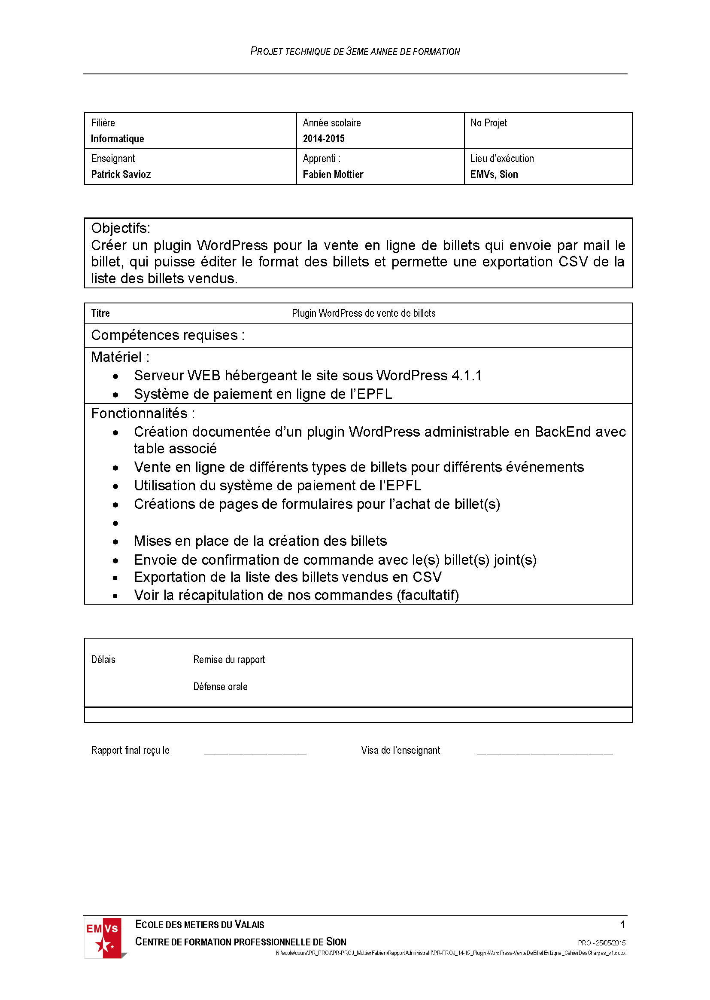 PROJET TECHNIQUE DE 3EME ANNEE DE FORMATION
Filière
Informatique
Année scolaire
2014-2015
No Projet
Enseignant
Patrick Savioz
Apprenti :
Fabien Mottier
Lieu d'exécution
EMVs, Sion
Objectifs:
Créer un plugin WordPress pour la vente en ligne de billets qui envoie par mail le
billet, qui puisse éditer le format des billets et permette une exportation CSV de la
liste des billets vendus.
Titre Plugin WordPress de vente de billets
Compétences requises :
Matériel :
• Serveur WEB hébergeant le site sous WordPress 4.1.1
• Système de paiement en ligne de l'EPFL
Fonctionnalités :
• Création documentée d'un plugin WordPress administrable en BackEnd avec
table associé
• Vente en ligne de différents types de billets pour différents événements
• Utilisation du système de paiement de l'EPFL
• Créations de pages de formulaires pour l'achat de billet(s)
•
• Mises en place de la création des billets
• Envoie de confirmation de commande avec le(s) billet(s) joint(s)
• Exportation de la liste des billets vendus en CSV
• Voir la récapitulation de nos commandes (facultatif)
Délais Remise du rapport
Défense orale
Rapport final reçu le ____________________ Visa de l'enseignant ____________________
EMVs
ECOLE DES METIERS DU VALAIS 1
CENTRE DE FORMATION PROFESSIONNELLE DE SION PRO - 25/05/2015
N:\ecole\cours\PR_PROJ\PR-PROJ_MottierFabien\RapportAdministratif\PR-PROJ_14-15_Plugin-WordPress-VenteDeBilletEnLigne_CahierDesCharges_v1.docx